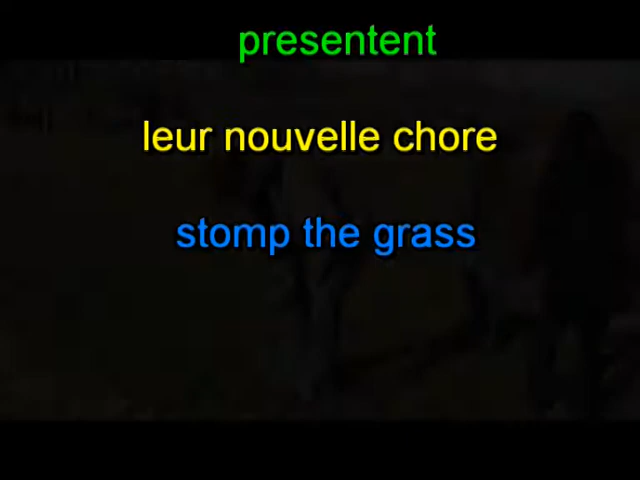 presentent
leur nouvelle chore
stomp the grass